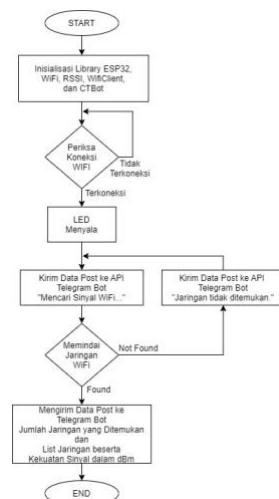 START
Inisialisasi Library ESP32,
WiFi, RSSI, WifiClient,
dan CTBot
Periksa
Koneksi
WIFI
Tidak
Terkoneksi
Terkoneksi
LED
Menyala
Kirim Data Post ke API
Telegram Bot
"Mencari Sinyal WiFi..."
Kirim Data Post ke API
Telegram Bot
"Jaringan tidak ditemukan."
Memindai
Jaringan
WiFi
Not Found
Found
Mengirim Data Post ke
Telegram Bot
Jumlah Jaringan yang Ditemukan
dan
List Jaringan beserta
Kekuatan Sinyal dalam dBm
END